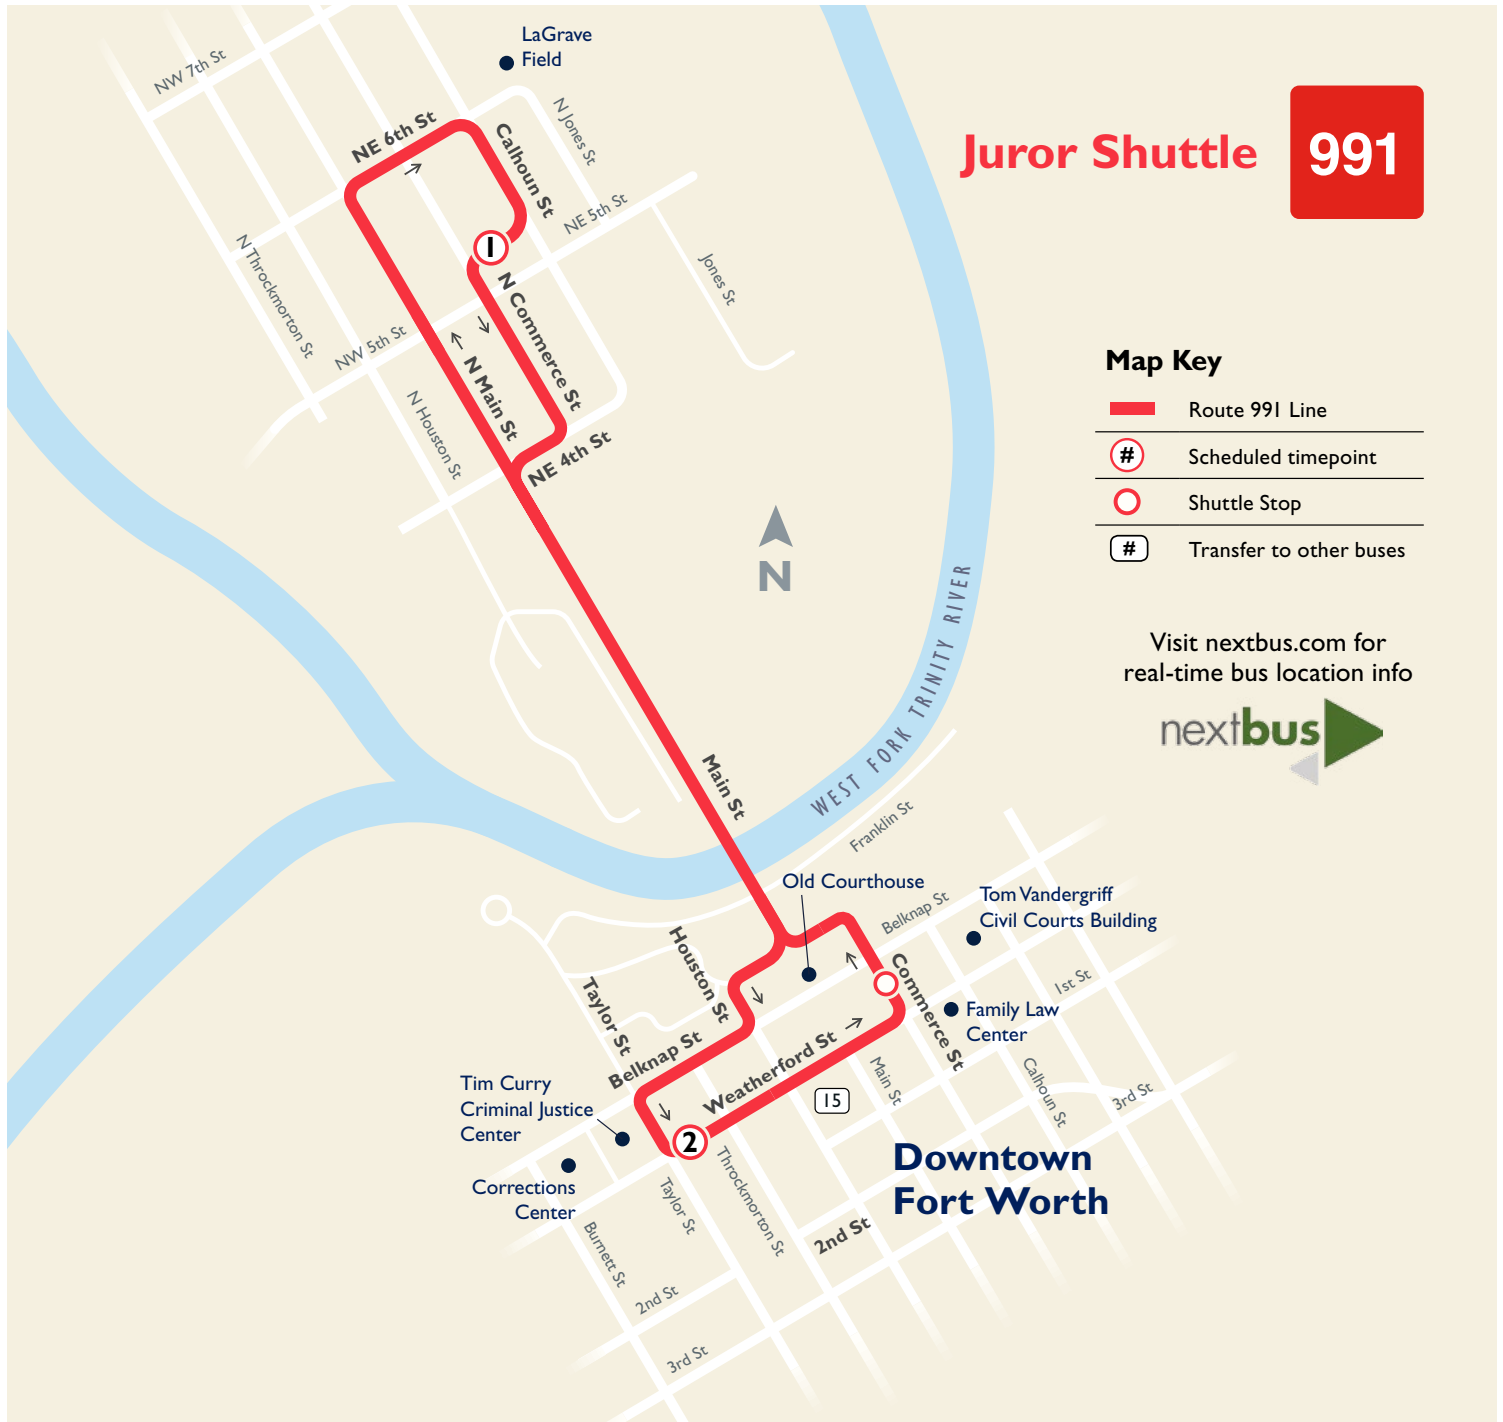 LaGrave
Field
NW 7th St
N Jones St
NE 6th St
Calhoun St
Juror Shuttle
991
NE 5th St
1
N Throckmorton St
Jones St
N Commerce St
NW 5th St
N Main St
N Houston St
NE 4th St
Map Key
Route 991 Line
#
Scheduled timepoint
Shuttle Stop
#
Transfer to other buses
N
WEST FORK TRINITY RIVER
Visit nextbus.com for
real-time bus location info
nextbus
Main St
Franklin St
Old Courthouse
Belknap St
Tom Vandergriff
Civil Courts Building
Houston St
Commerce St
1st St
Taylor St
Family Law
Center
Belknap St
Weatherford St
Main St
Calhoun St
3rd St
Tim Curry
Criminal Justice
Center
15
2
Downtown
Fort Worth
Corrections
Center
Taylor St
Throckmorton St
Burnett St
2nd St
2nd St
3rd St